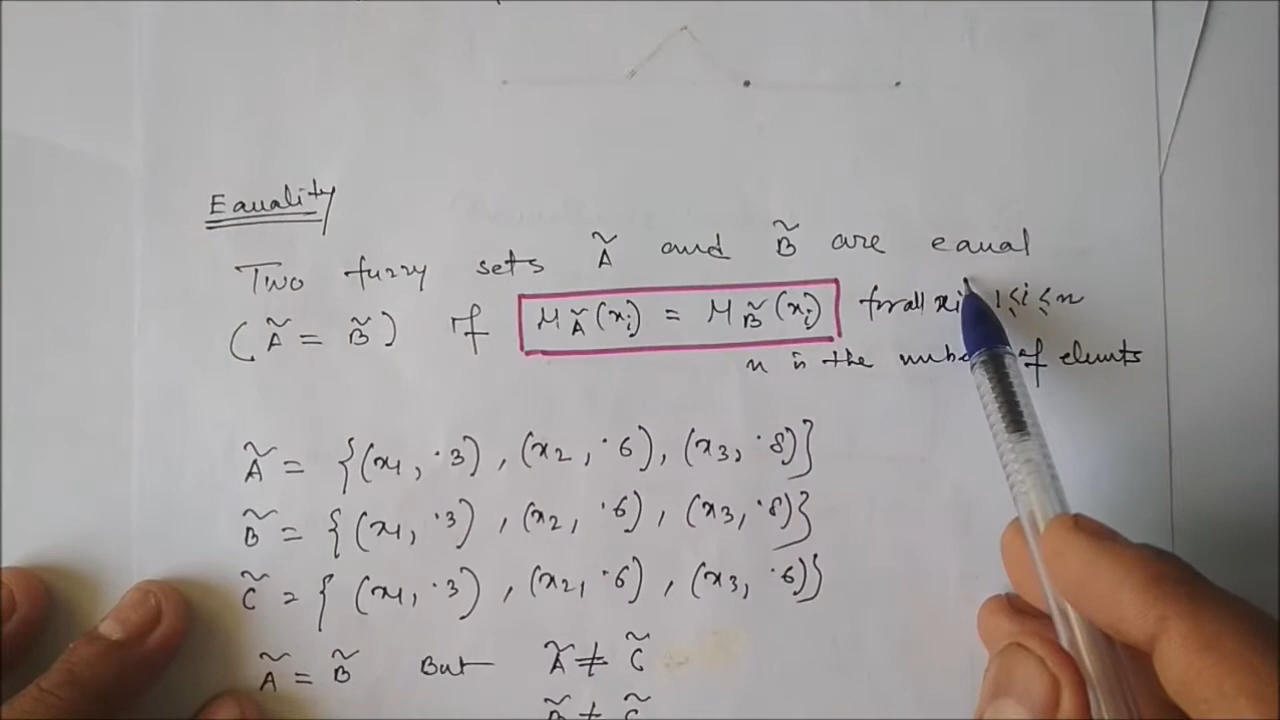 Equality
Two fuzzy sets Ã and B̃ are equal
(Ã = B̃) if μÃ(xi) = μB̃(xi) for all xi 1≤i≤n
n is the of elements
Ã = {(x1, .3), (x2, .6), (x3, .8)}
B̃ = {(x1, .3), (x2, .6), (x3, .8)}
C̃ = {(x1, .3), (x2, .6), (x3, .6)}
Ã = B̃ But Ã ≠ C̃
B̃ ≠ C̃